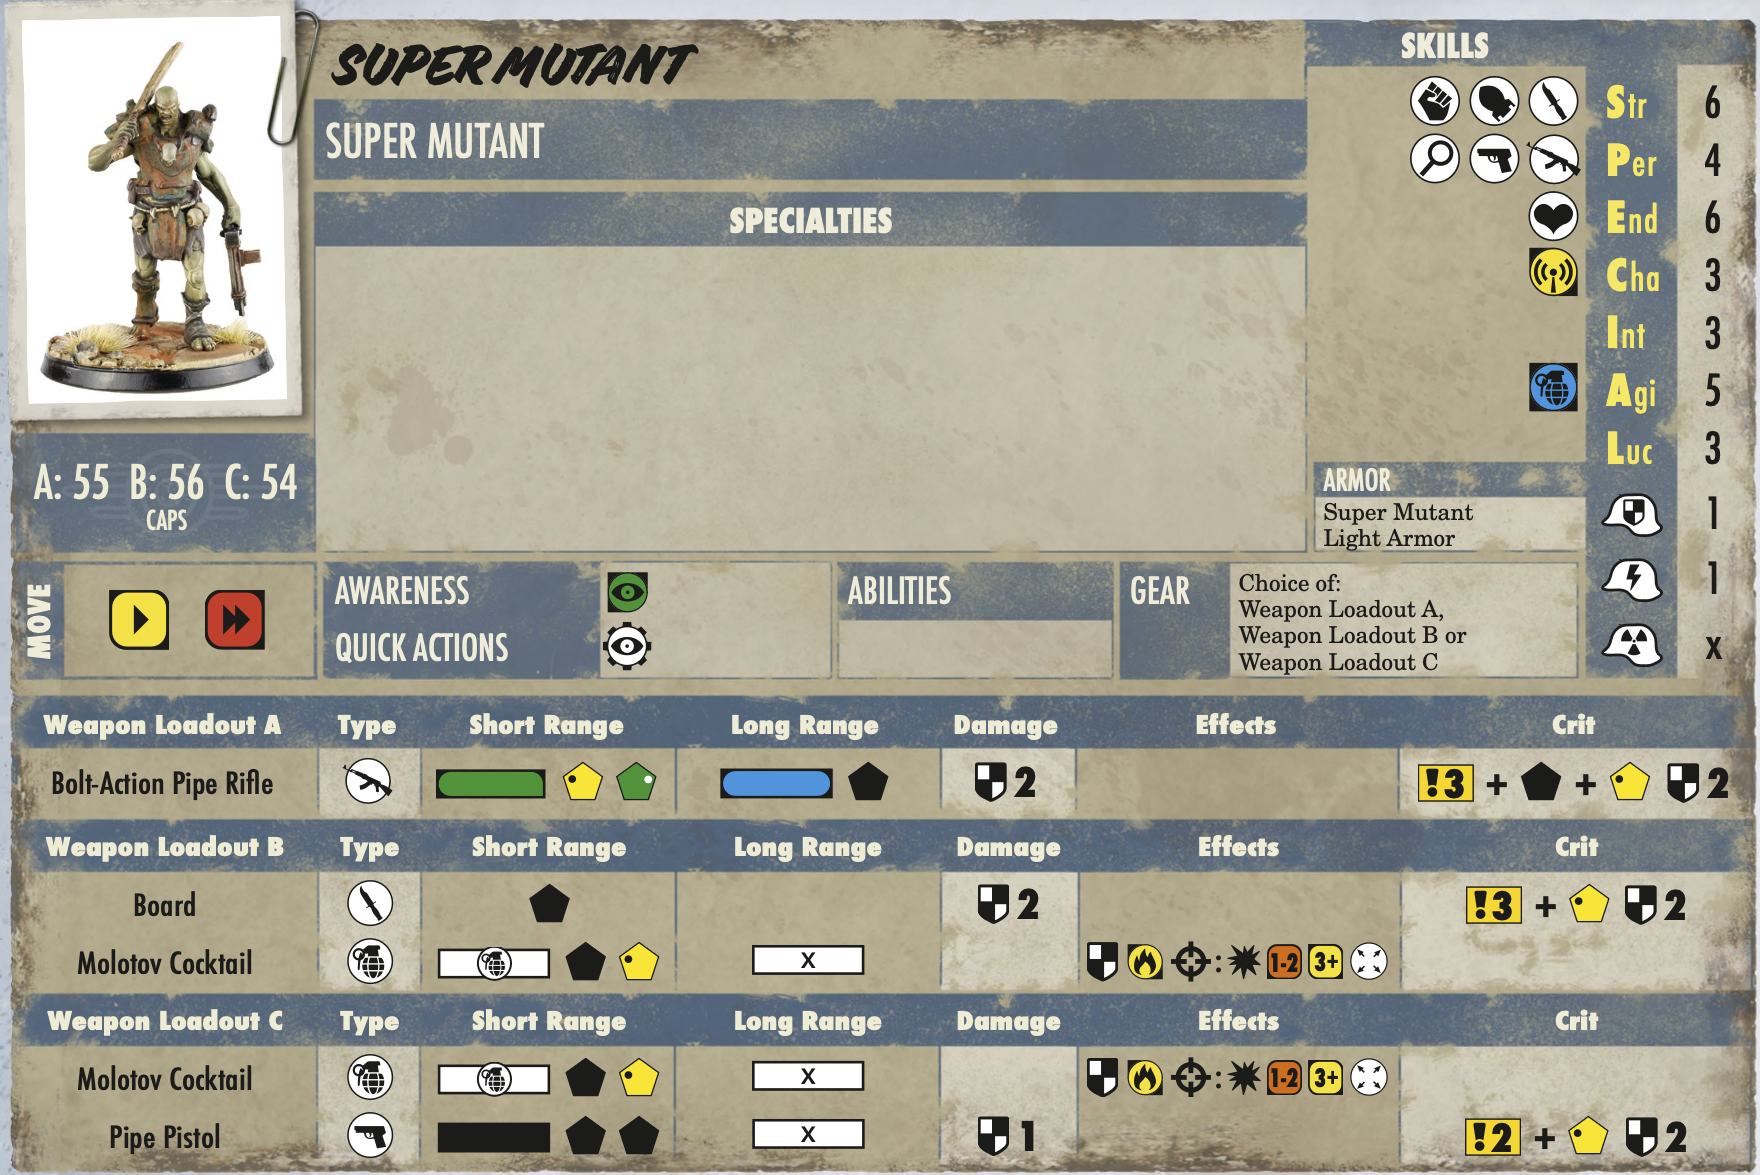 SUPER MUTANT
SUPER MUTANT
SPECIALTIES
SKILLS
Str 6
Per 4
End 6
Cha 3
Int 3
Agi 5
Luc 3
1
1
x
ARMOR
Super Mutant
Light Armor
A: 55 B: 56 C: 54
CAPS
MOVE
AWARENESS
QUICK ACTIONS
ABILITIES
GEAR
Choice of:
Weapon Loadout A,
Weapon Loadout B or
Weapon Loadout C
Weapon Loadout A Type Short Range Long Range Damage Effects Crit
Bolt-Action Pipe Rifle 2 !3 + + 2
Weapon Loadout B Type Short Range Long Range Damage Effects Crit
Board 2 !3 + 2
Molotov Cocktail X : 1-2 3+
Weapon Loadout C Type Short Range Long Range Damage Effects Crit
Molotov Cocktail X : 1-2 3+
Pipe Pistol X 1 !2 + 2